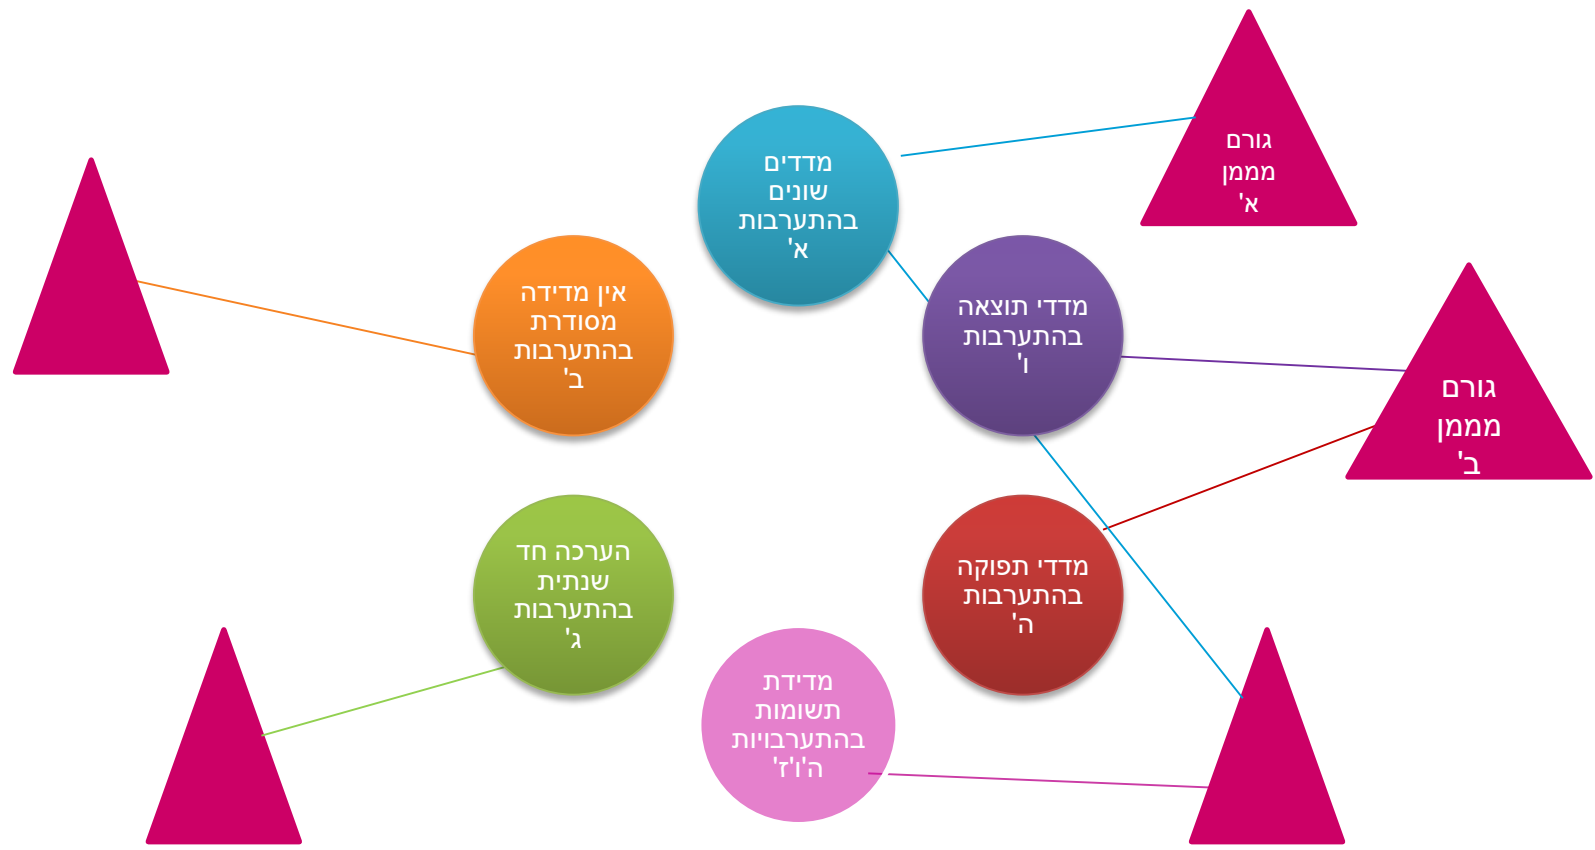 גורם
מממן
א'
מדדים
שונים
בהתערבות
א'
מדדי תוצאה
בהתערבות
ו'
אין מדידה
מסודרת
בהתערבות
ב'
גורם
מממן
ב'
הערכה חד
שנתית
בהתערבות
ג'
מדדי תפוקה
בהתערבות
ה'
מדידת
תשומות
בהתערבויות
ה'ו'ז'